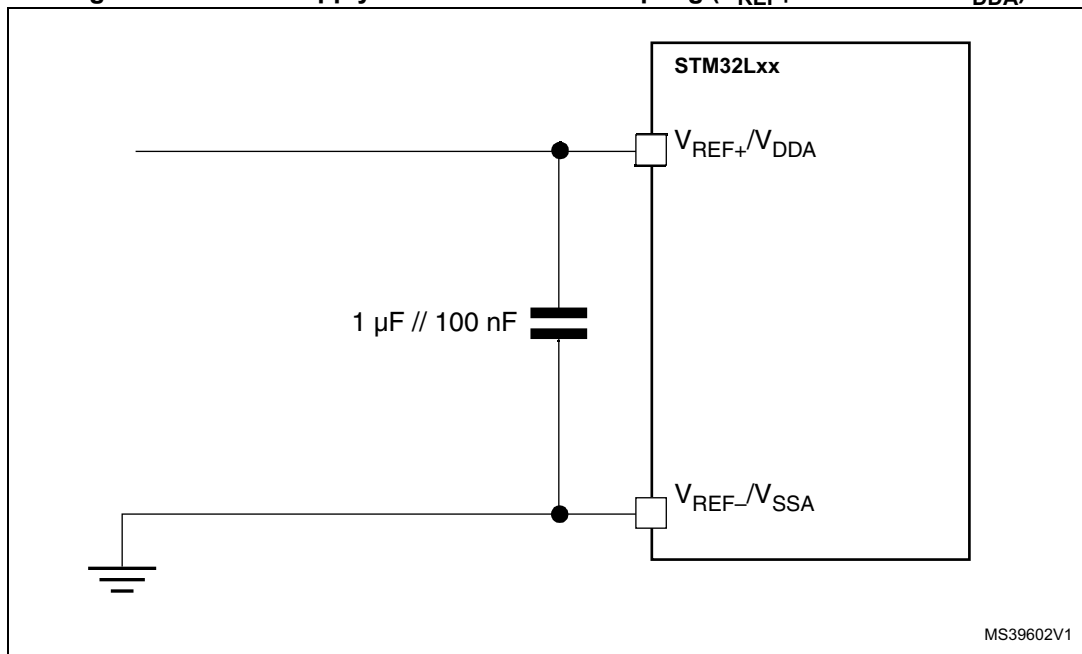 STM32Lxx
VREF+/VDDA
1 µF // 100 nF
VREF–/VSSA
MS39602V1